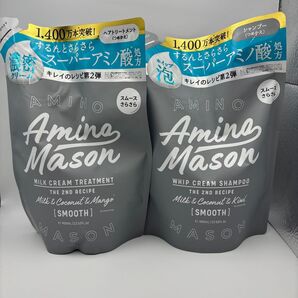 1,400万本突破!
ヘアトリートメント
(つめかえ)
するんとさらさら
スーパーアミノ酸処方
キレイのレシピ第2弾
AMINO
スムース
さらさら
Amino
Mason
MILK CREAM TREATMENT
THE 2ND RECIPE
Milk & Coconut & Mango
[SMOOTH]
MASON
1,400万本突破!
シャンプー
(つめかえ)
泡
するんとさらさら
スーパーアミノ酸処方
キレイのレシピ第2弾
AMINO
スムース
さらさら
Amino
Mason
WHIP CREAM SHAMPOO
THE 2ND RECIPE
Milk & Coconut & Kiwi
[SMOOTH]
MASON